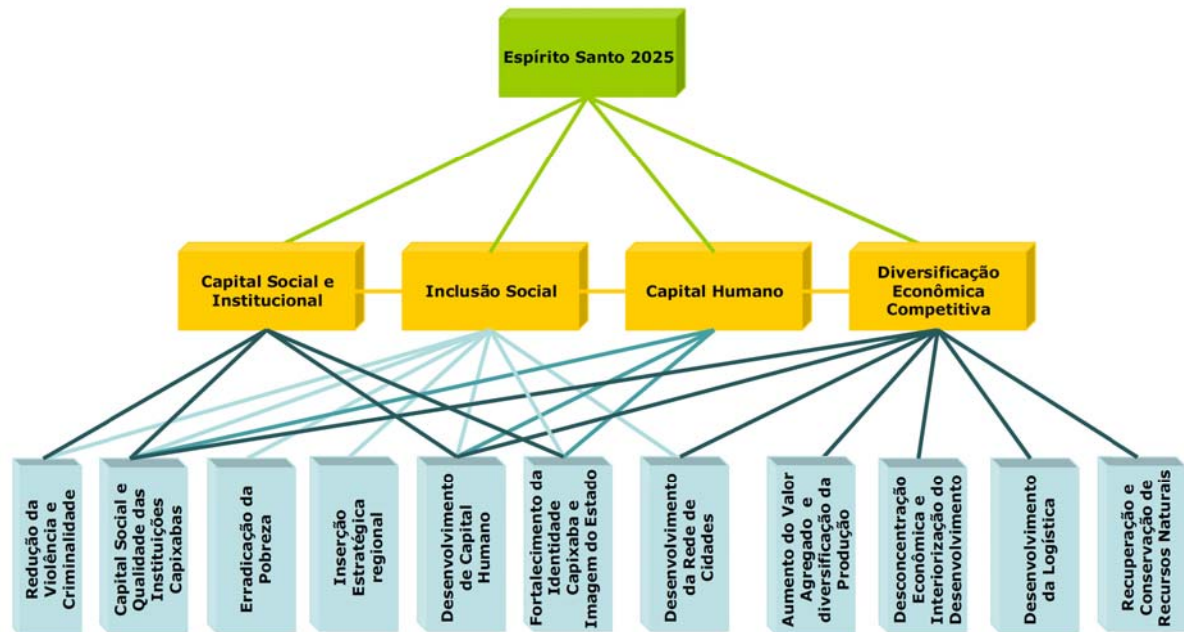 Espírito Santo 2025
Capital Social e
Institucional
Inclusão Social
Capital Humano
Diversificação
Econômica
Competitiva
Redução da
Violência e
Criminalidade
Capital Social e
Qualidade das
Instituições
Capixabas
Erradicação da
Pobreza
Inserção
Estratégica
regional
Desenvolvimento
de Capital
Humano
Fortalecimento da
Identidade
Capixaba e
Imagem do Estado
Desenvolvimento
da Rede de
Cidades
Aumento do Valor
Agregado e
diversificação da
Produção
Desconcentração
Econômica e
Interiorização do
Desenvolvimento
Desenvolvimento
da Logística
Recuperação e
Conservação de
Recursos Naturais